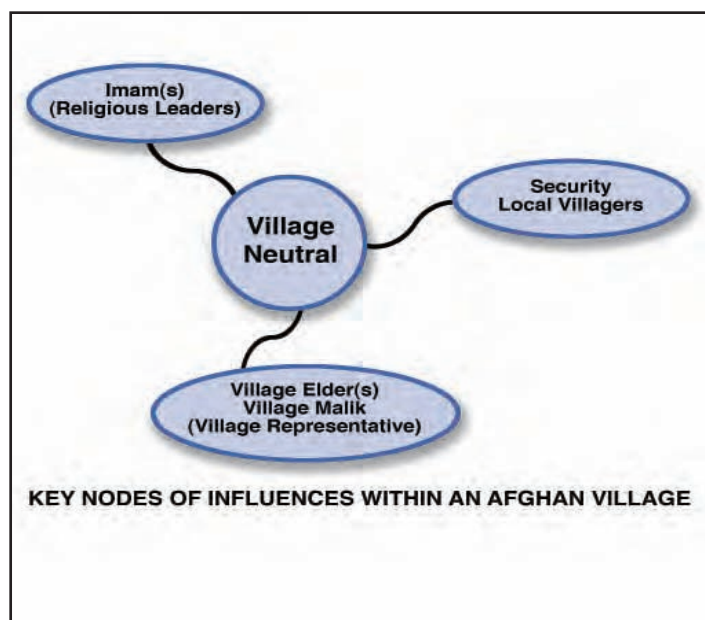 Imam(s)
(Religious Leaders)
Security
Local Villagers
Village
Neutral
Village Elder(s)
Village Malik
(Village Representative)
KEY NODES OF INFLUENCES WITHIN AN AFGHAN VILLAGE